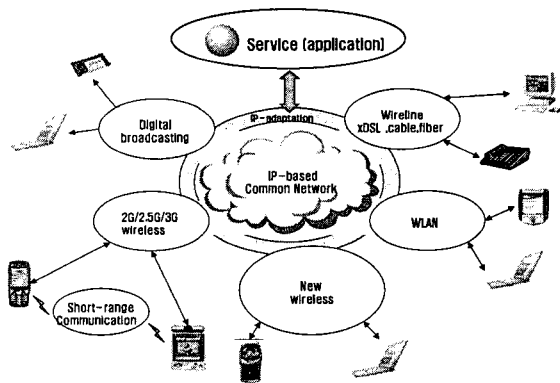 Service (application)
IP-adaptation
Digital
broadcasting
Wireline
xDSL ,cable,fiber
IP-based
Common Network
2G/2.5G/3G
wireless
WLAN
New
wireless
Short-range
Communication